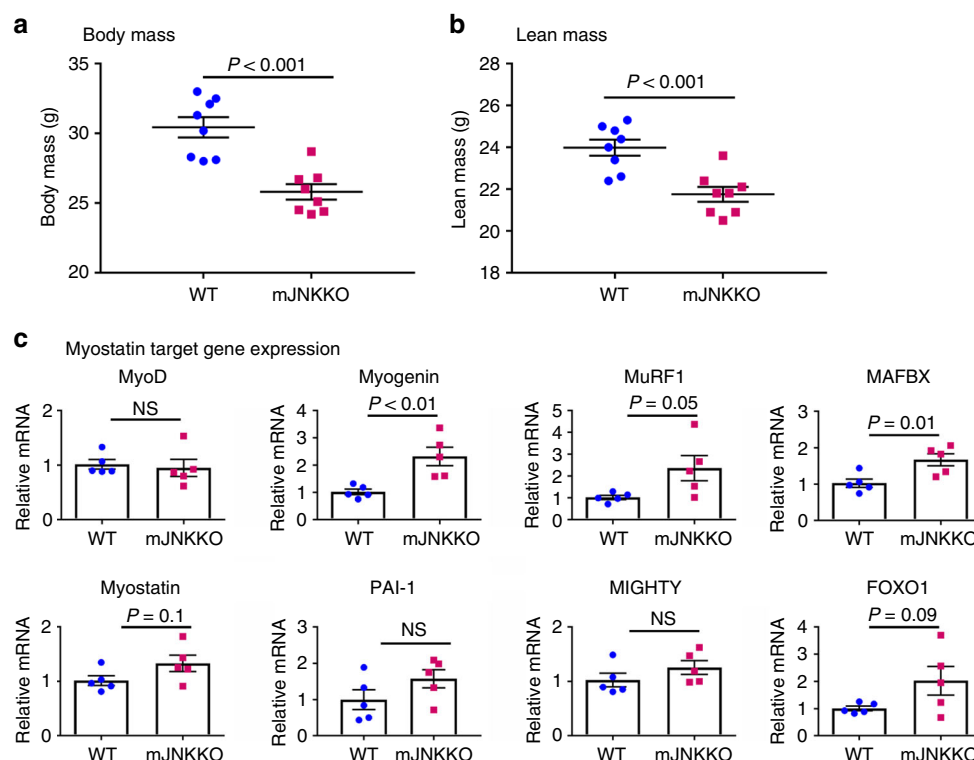 a Body mass
35
30
25
20
Body mass (g)
P < 0.001
WT mJNKKO
b Lean mass
28
26
24
22
20
18
Lean mass (g)
P < 0.001
WT mJNKKO
c Myostatin target gene expression
MyoD
Relative mRNA
2
1
0
NS
WT mJNKKO
Myogenin
Relative mRNA
4
3
2
1
0
P < 0.01
WT mJNKKO
MuRF1
Relative mRNA
5
4
3
2
1
0
P = 0.05
WT mJNKKO
MAFBX
Relative mRNA
3
2
1
0
P = 0.01
WT mJNKKO
Myostatin
Relative mRNA
2
1
0
P = 0.1
WT mJNKKO
PAI-1
Relative mRNA
3
2
1
0
NS
WT mJNKKO
MIGHTY
Relative mRNA
2
1
0
NS
WT mJNKKO
FOXO1
Relative mRNA
4
3
2
1
0
P = 0.09
WT mJNKKO